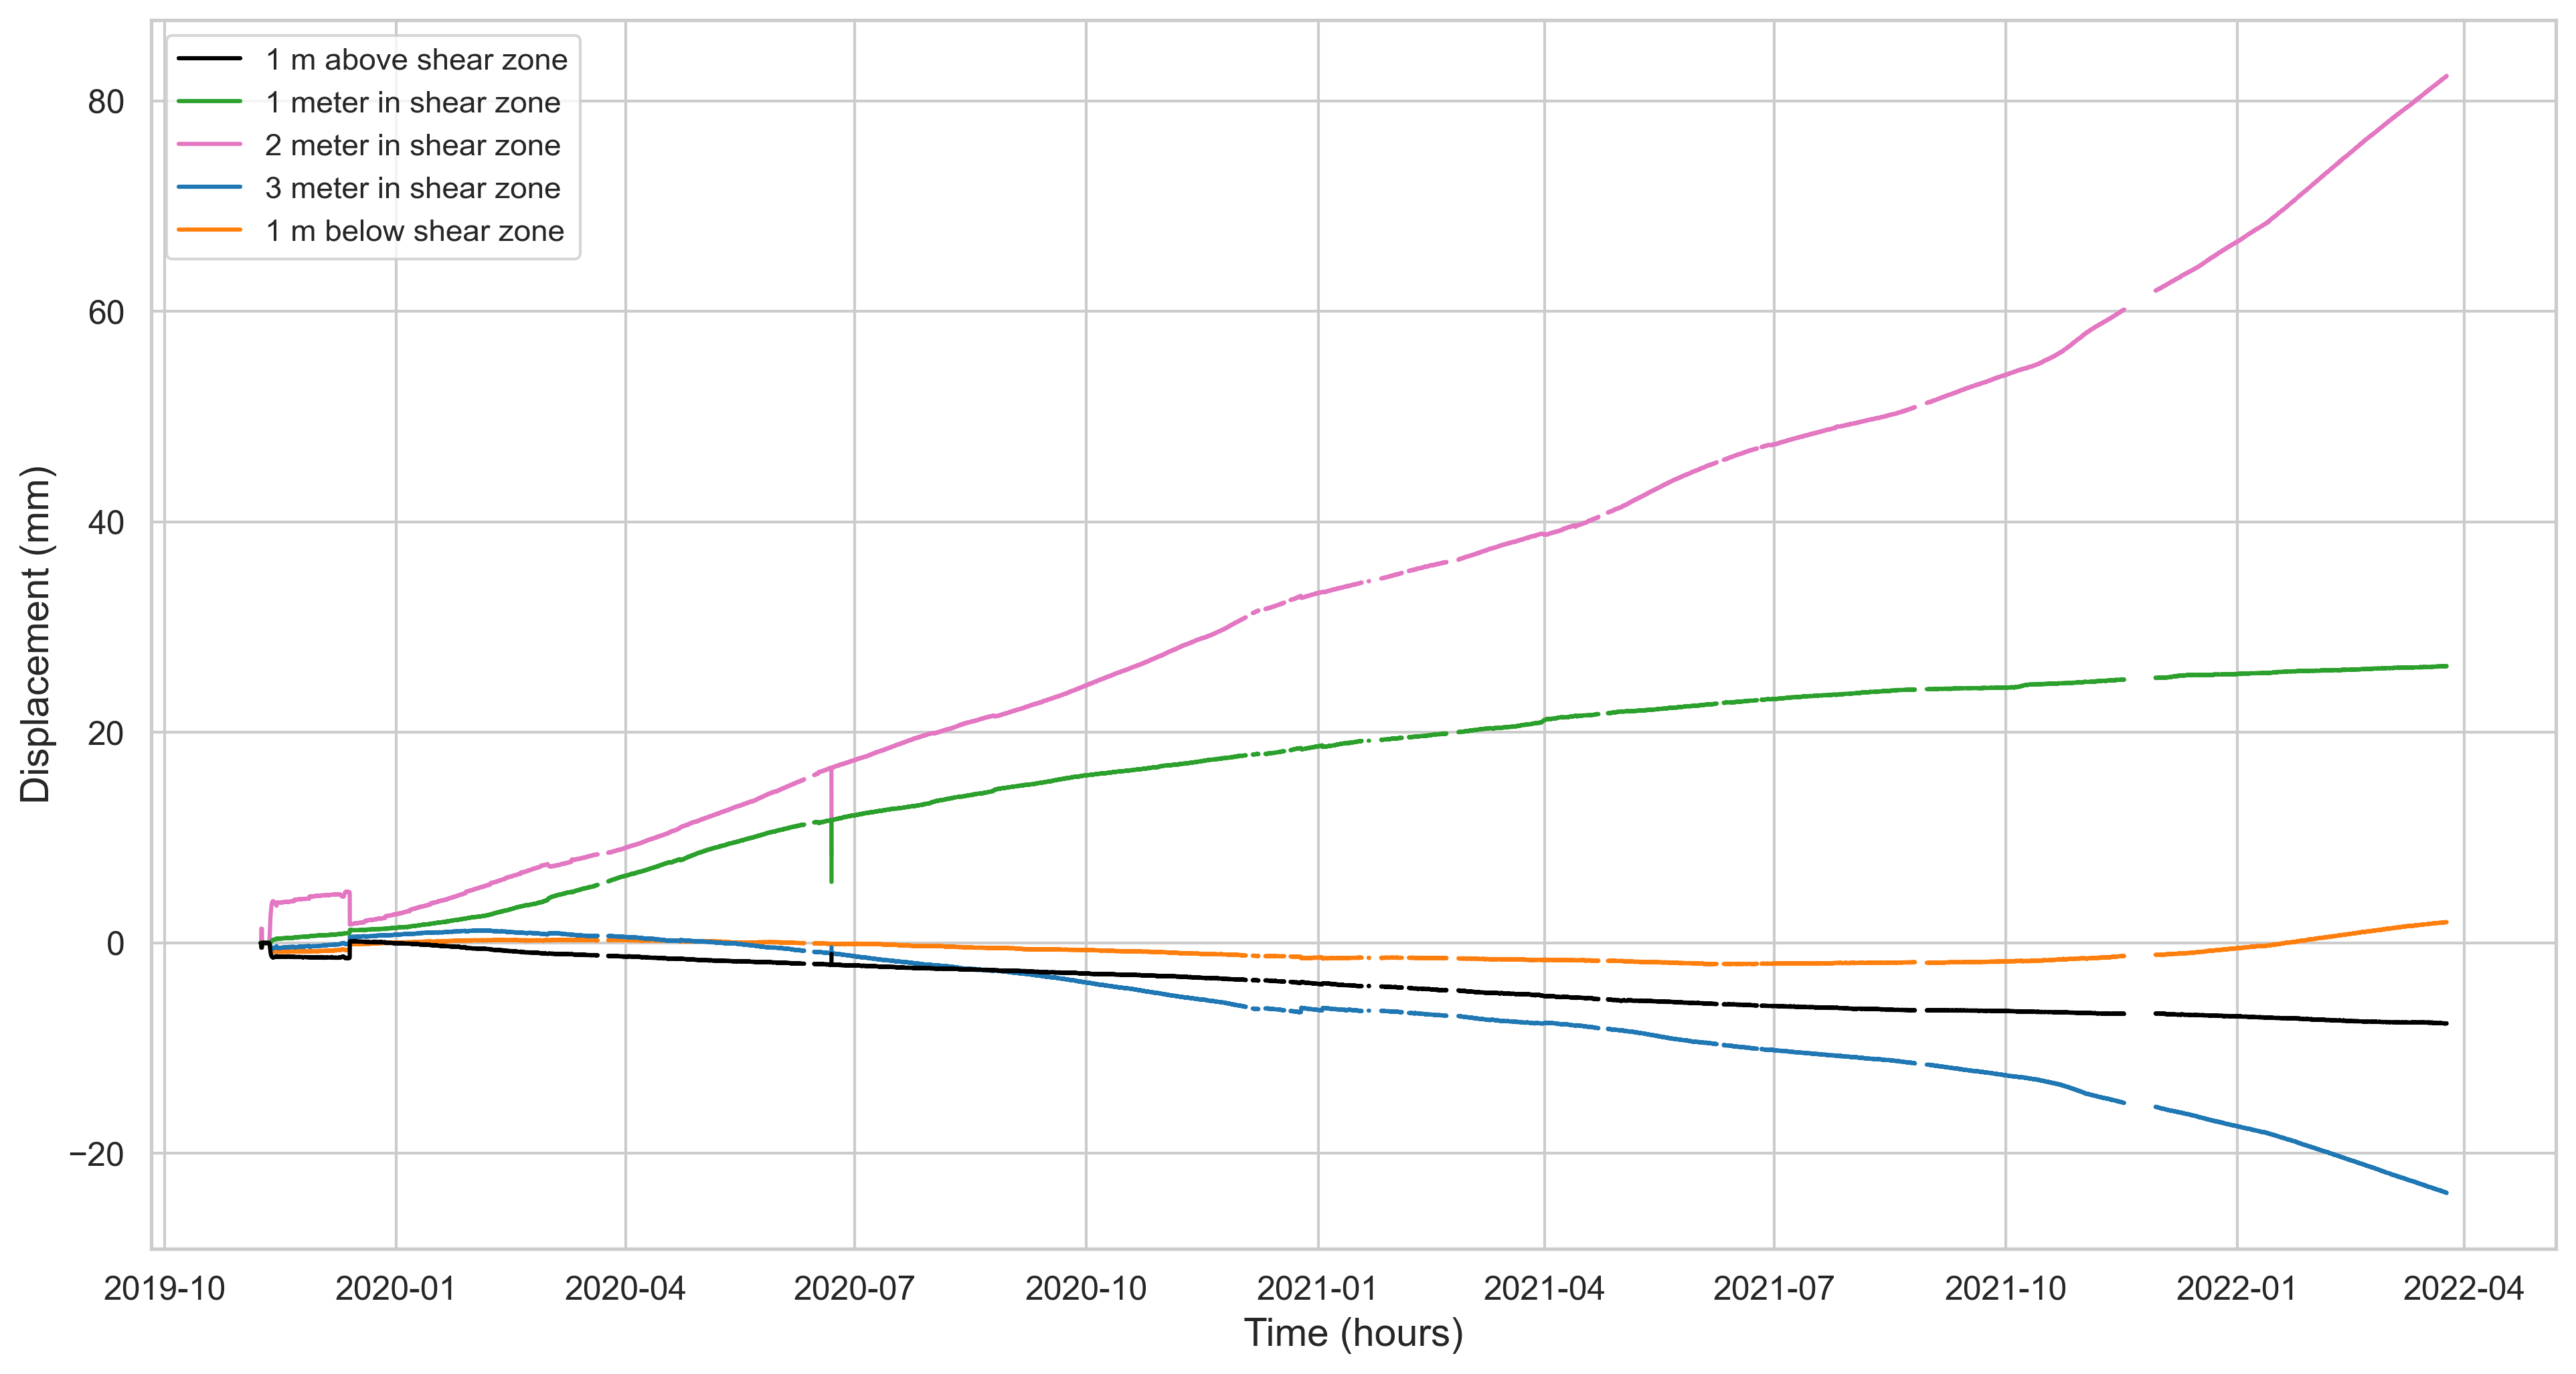 1 m above shear zone
1 meter in shear zone
2 meter in shear zone
3 meter in shear zone
1 m below shear zone
Displacement (mm)
80
60
40
20
0
−20
2019-10 2020-01 2020-04 2020-07 2020-10 2021-01 2021-04 2021-07 2021-10 2022-01 2022-04
Time (hours)